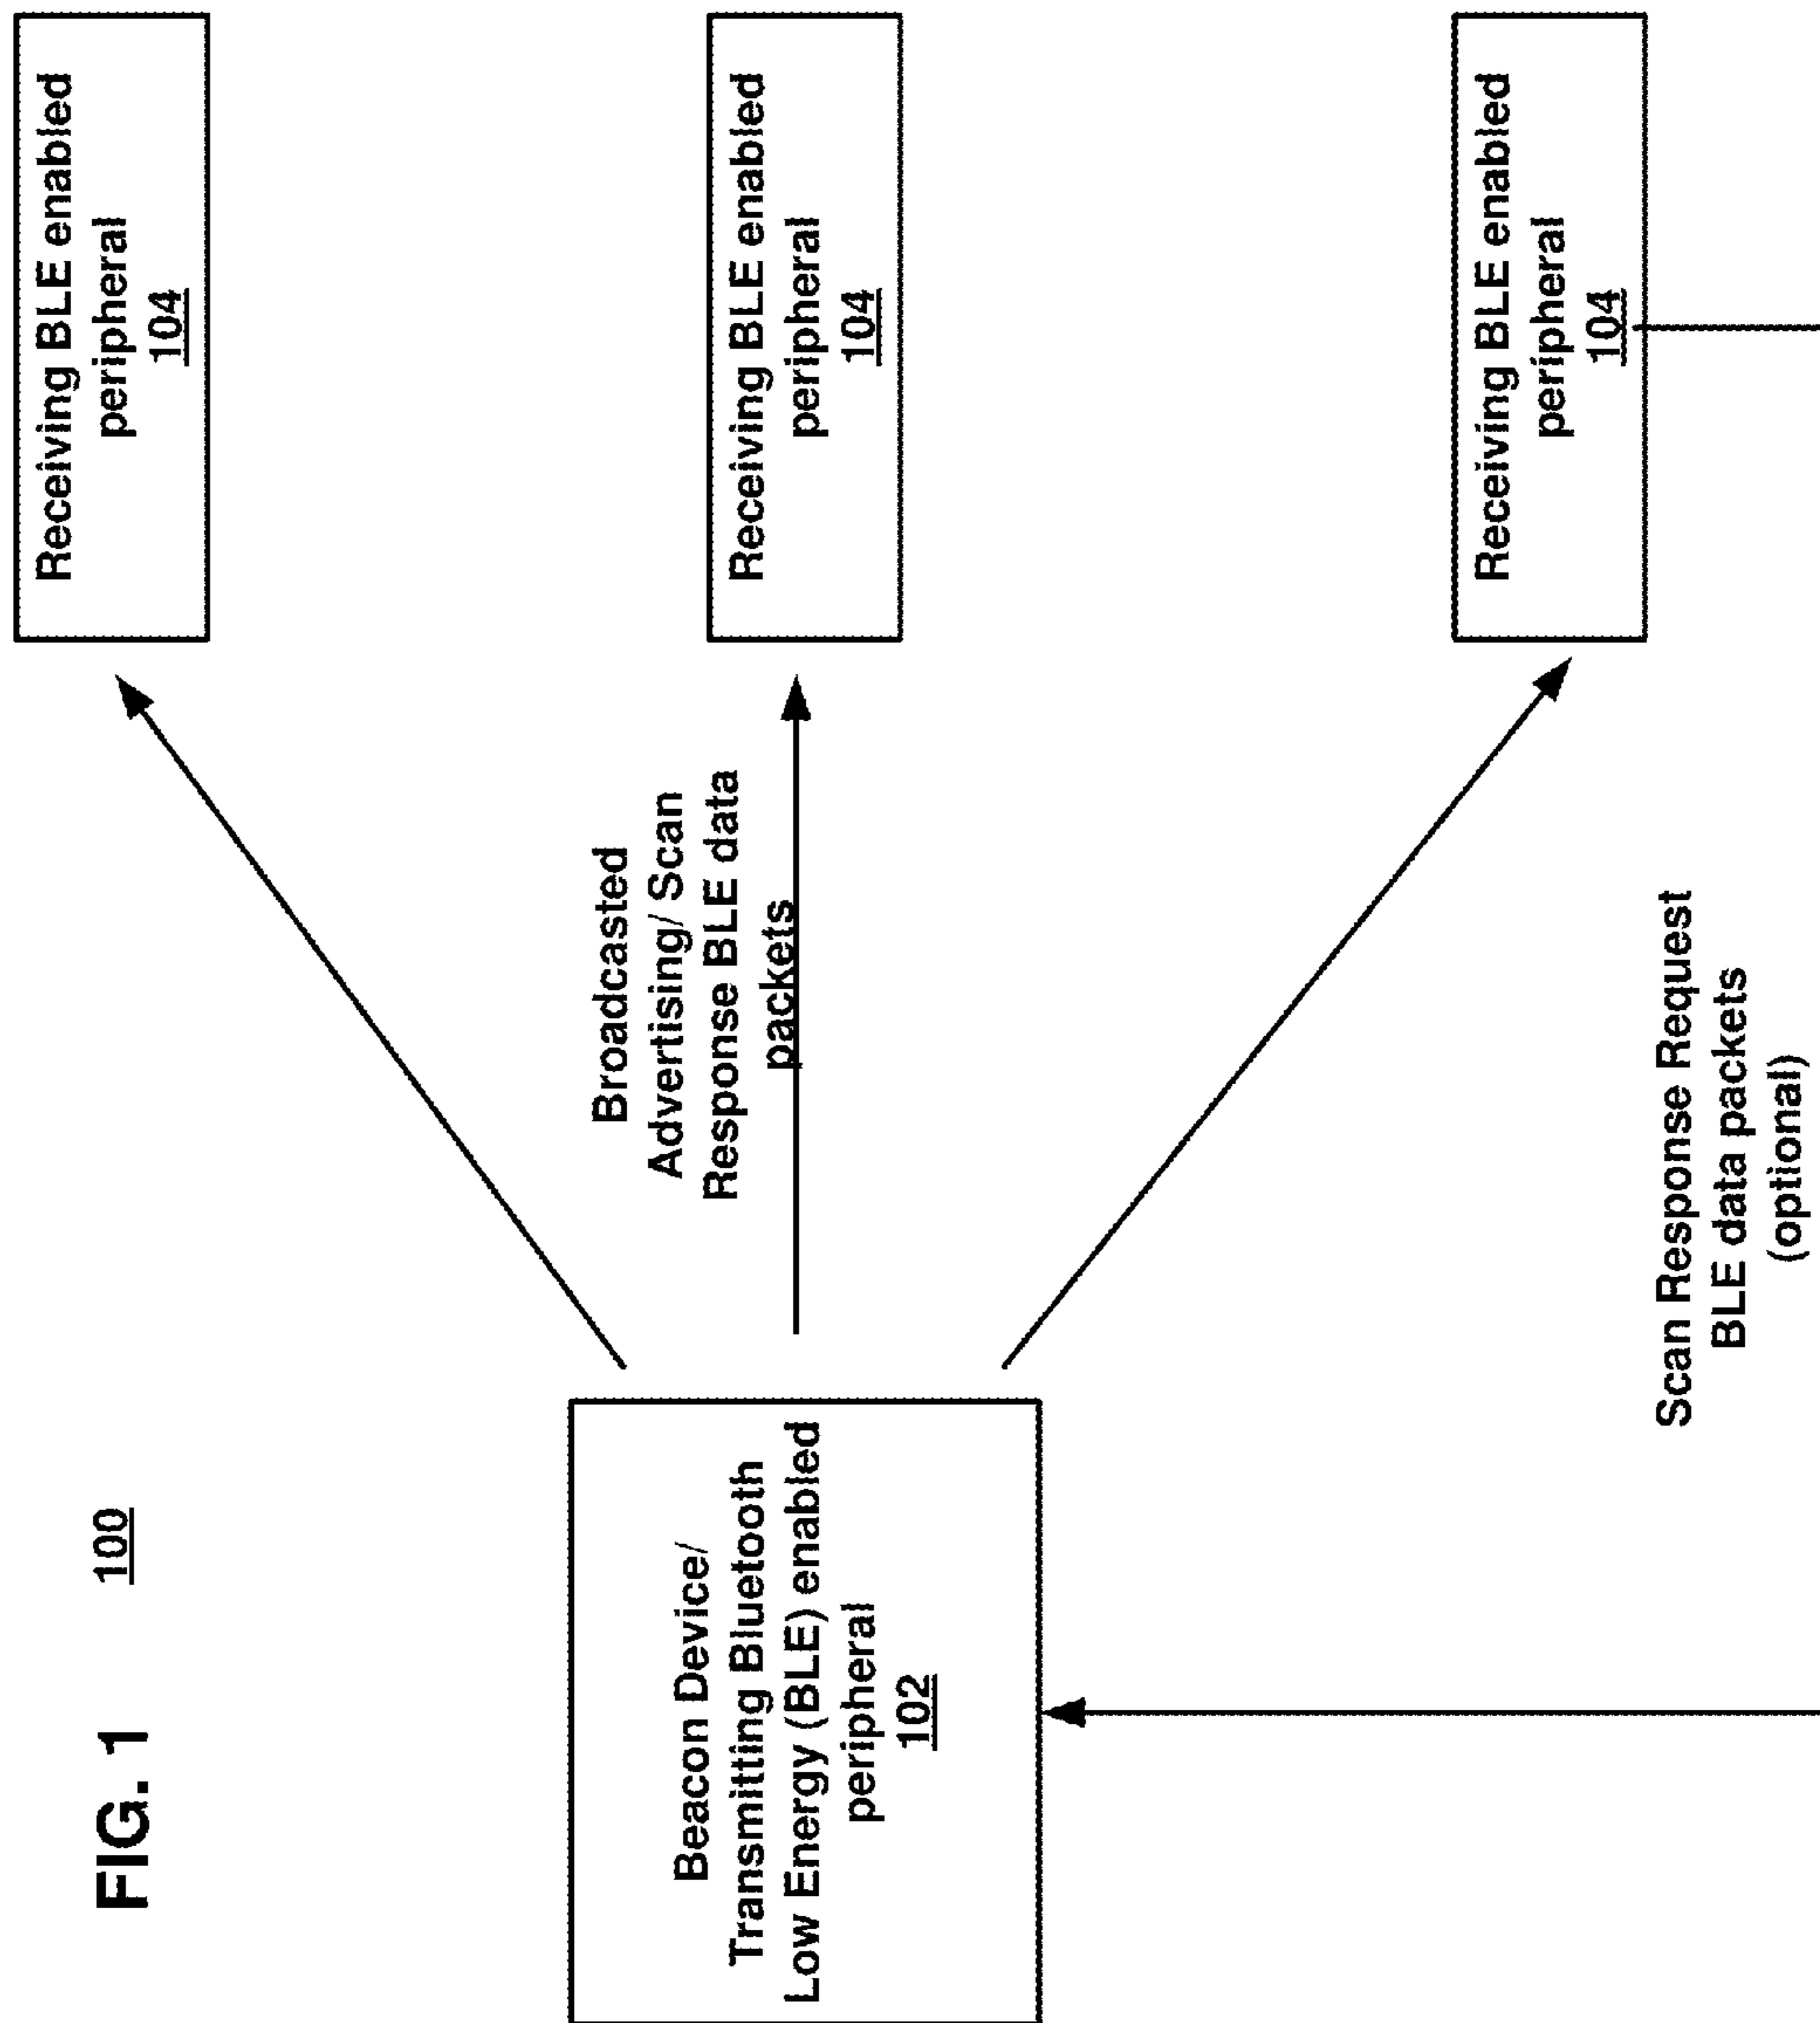 FIG. 1
100
Receiving BLE enabled
peripheral
104
Broadcasted
Advertising/ Scan
Response BLE data
packets
Beacon Device/
Transmitting Bluetooth
Low Energy (BLE) enabled
peripheral
102
Receiving BLE enabled
peripheral
104
Receiving BLE enabled
peripheral
104
Scan Response Request
BLE data packets
(optional)